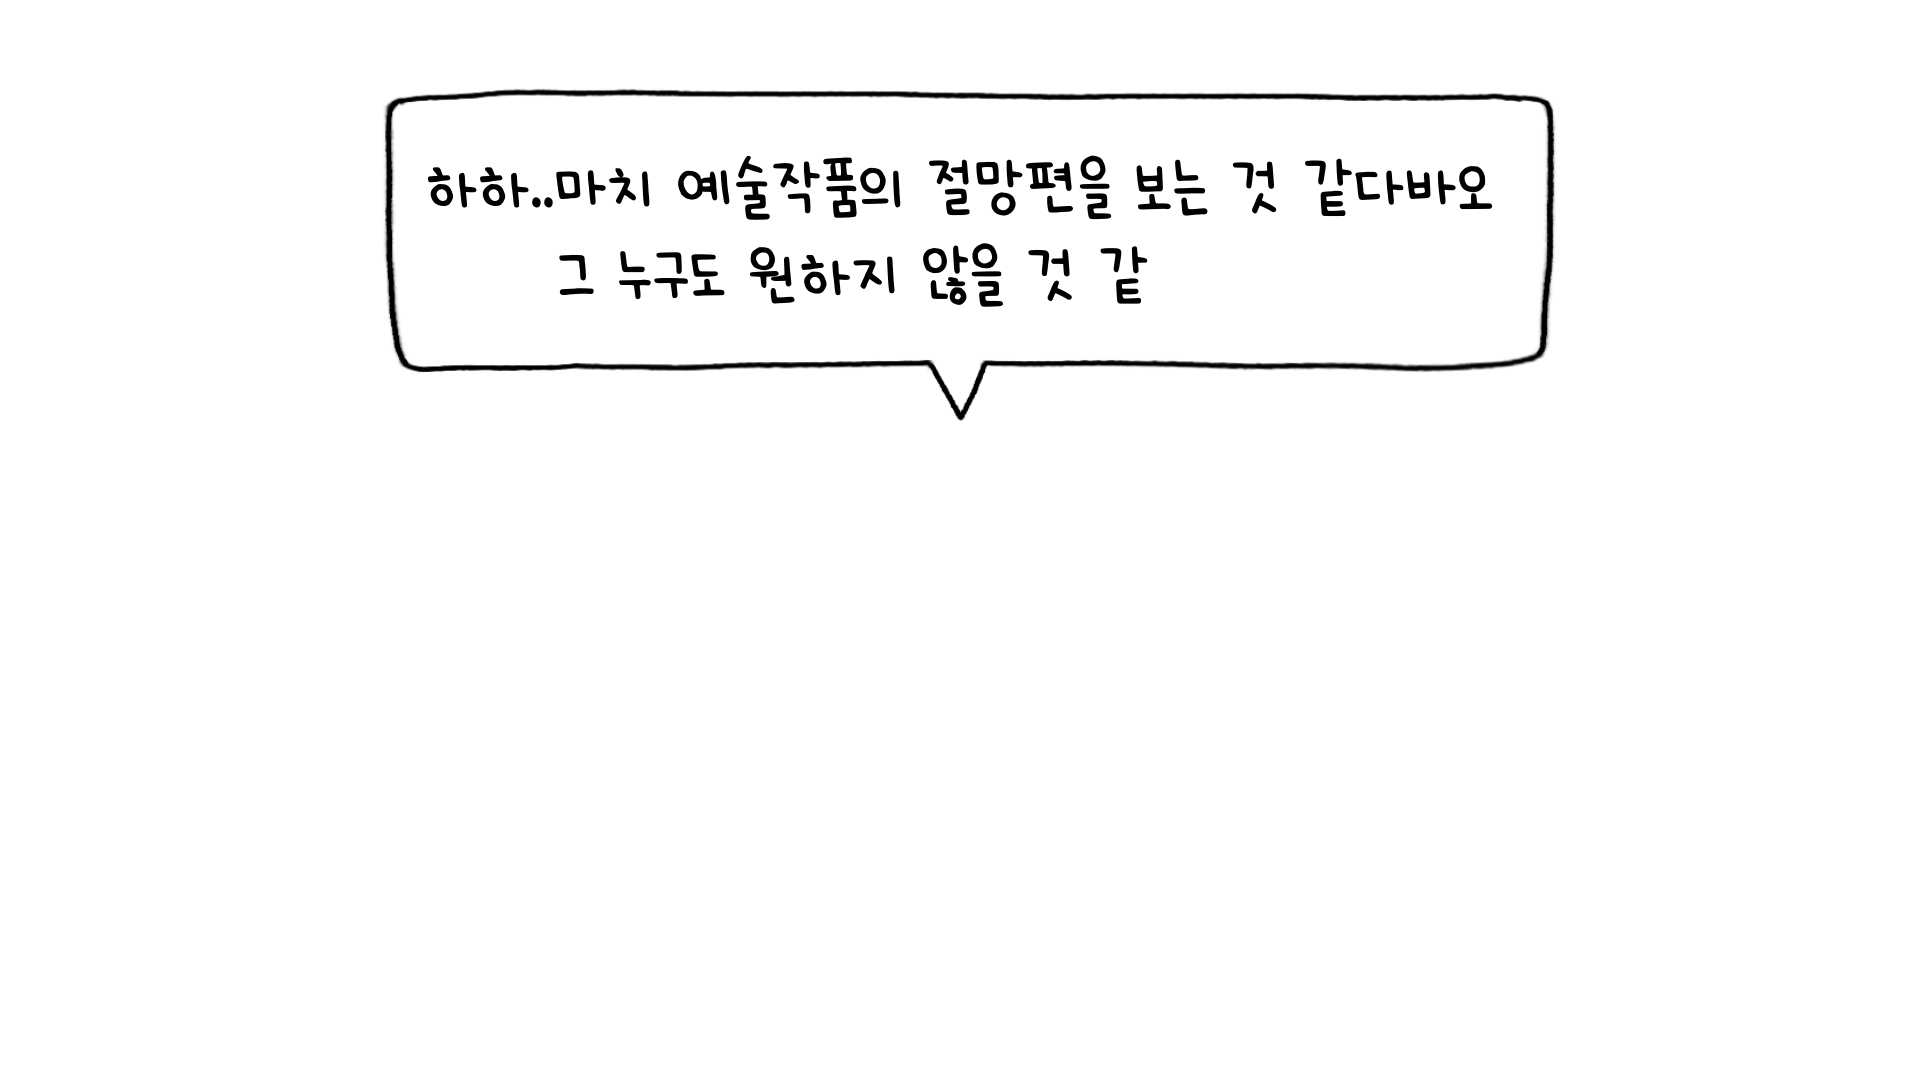 하하..마치 예술작품의 절망편을 보는 것 같다바오
그 누구도 원하지 않을 것 같